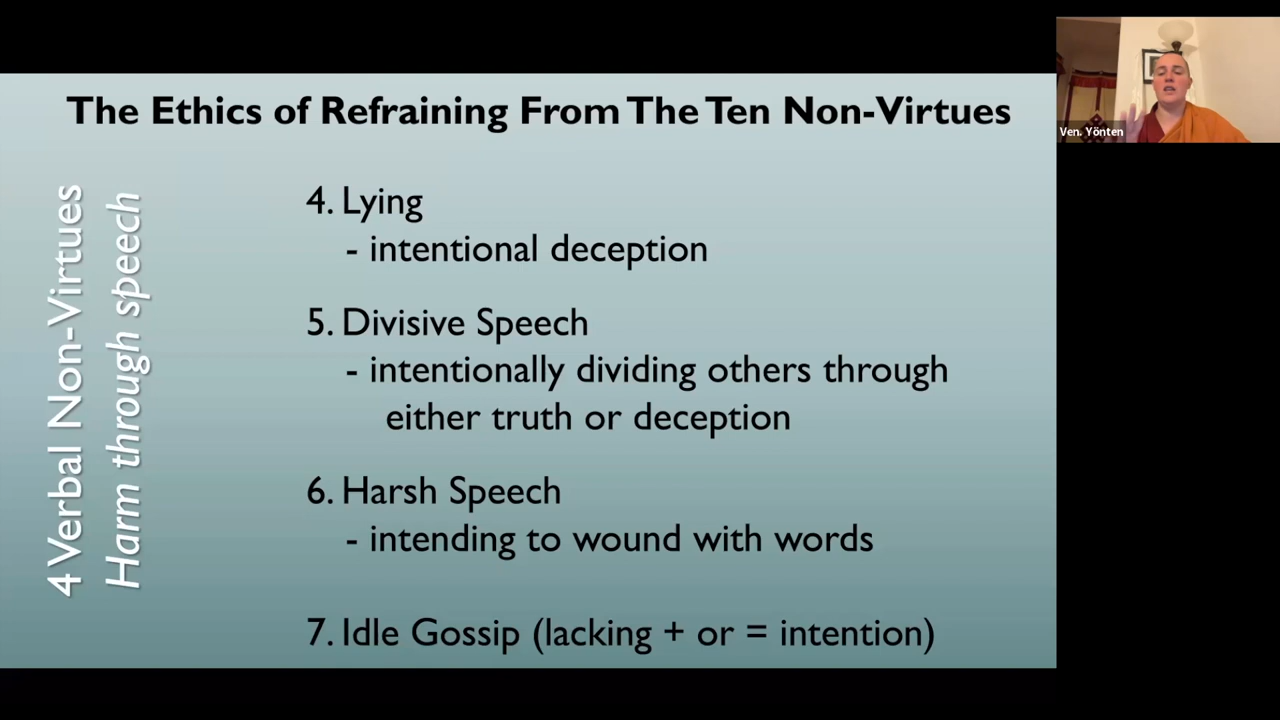 The Ethics of Refraining From The Ten Non-Virtues
4 Verbal Non-Virtues
Harm through speech
4. Lying
- intentional deception
5. Divisive Speech
- intentionally dividing others through
either truth or deception
6. Harsh Speech
- intending to wound with words
7. Idle Gossip (lacking + or = intention)
Ven. Yönten